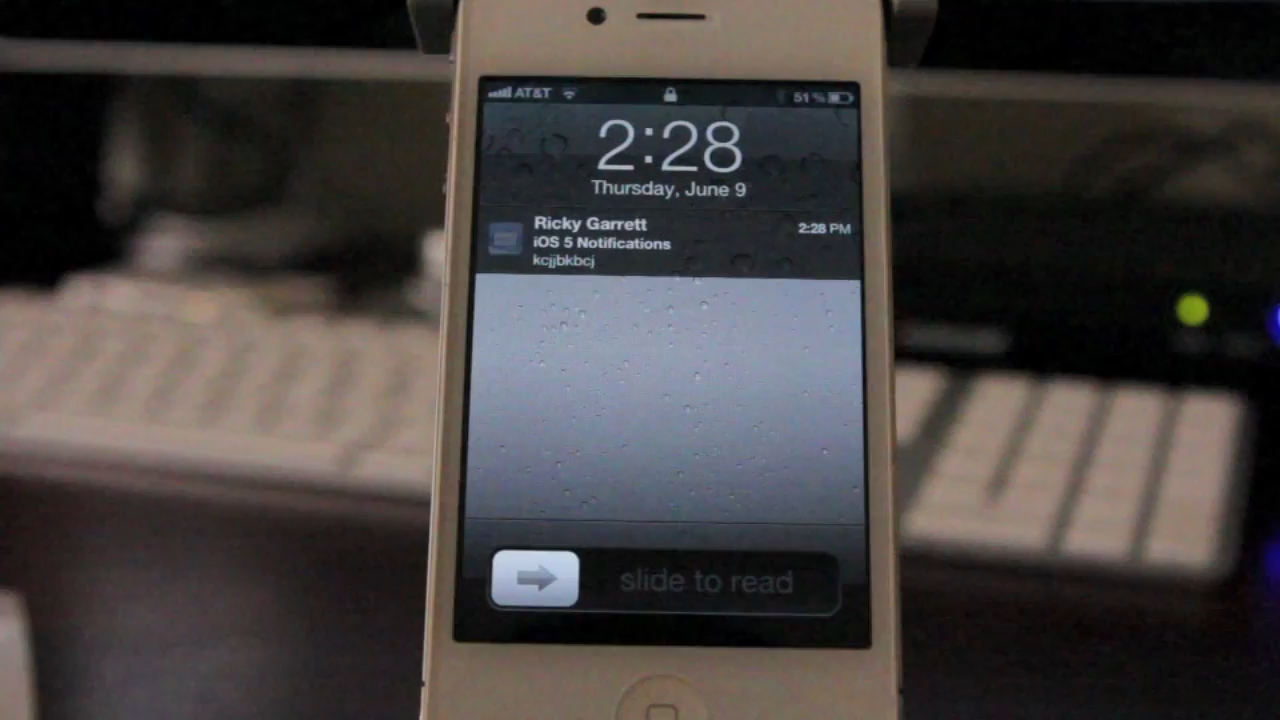 AT&T 51%
2:28
Thursday, June 9
Ricky Garrett 2:28 PM
iOS 5 Notifications
kcjjbkbcj
slide to read